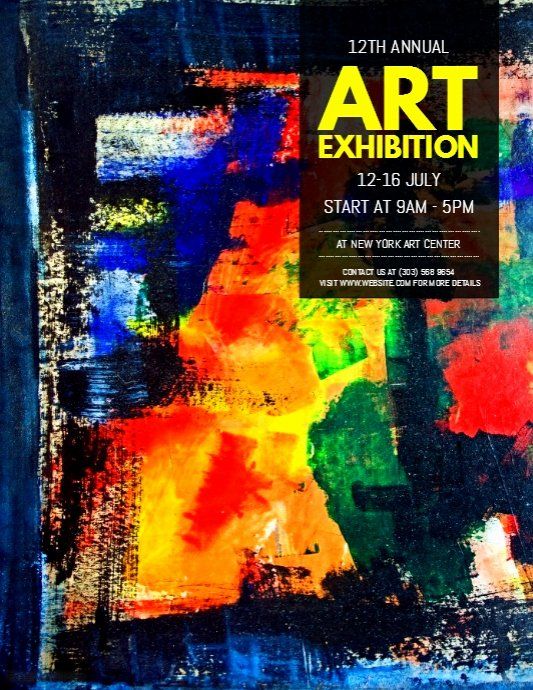 12TH ANNUAL
ART
EXHIBITION
12-16 JULY
START AT 9AM - 5PM
AT NEW YORK ART CENTER
CONTACT US AT (303) 568 9654
VISIT WWW.WEBSITE.COM FOR MORE DETAILS